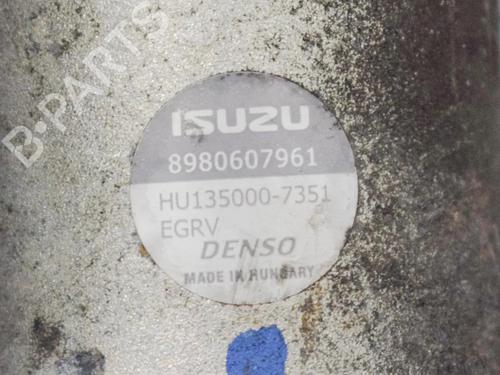 B-PARTS
ISUZU
8980607961
HU135000-7351
EGRV
DENSO
MADE IN HUNGARY